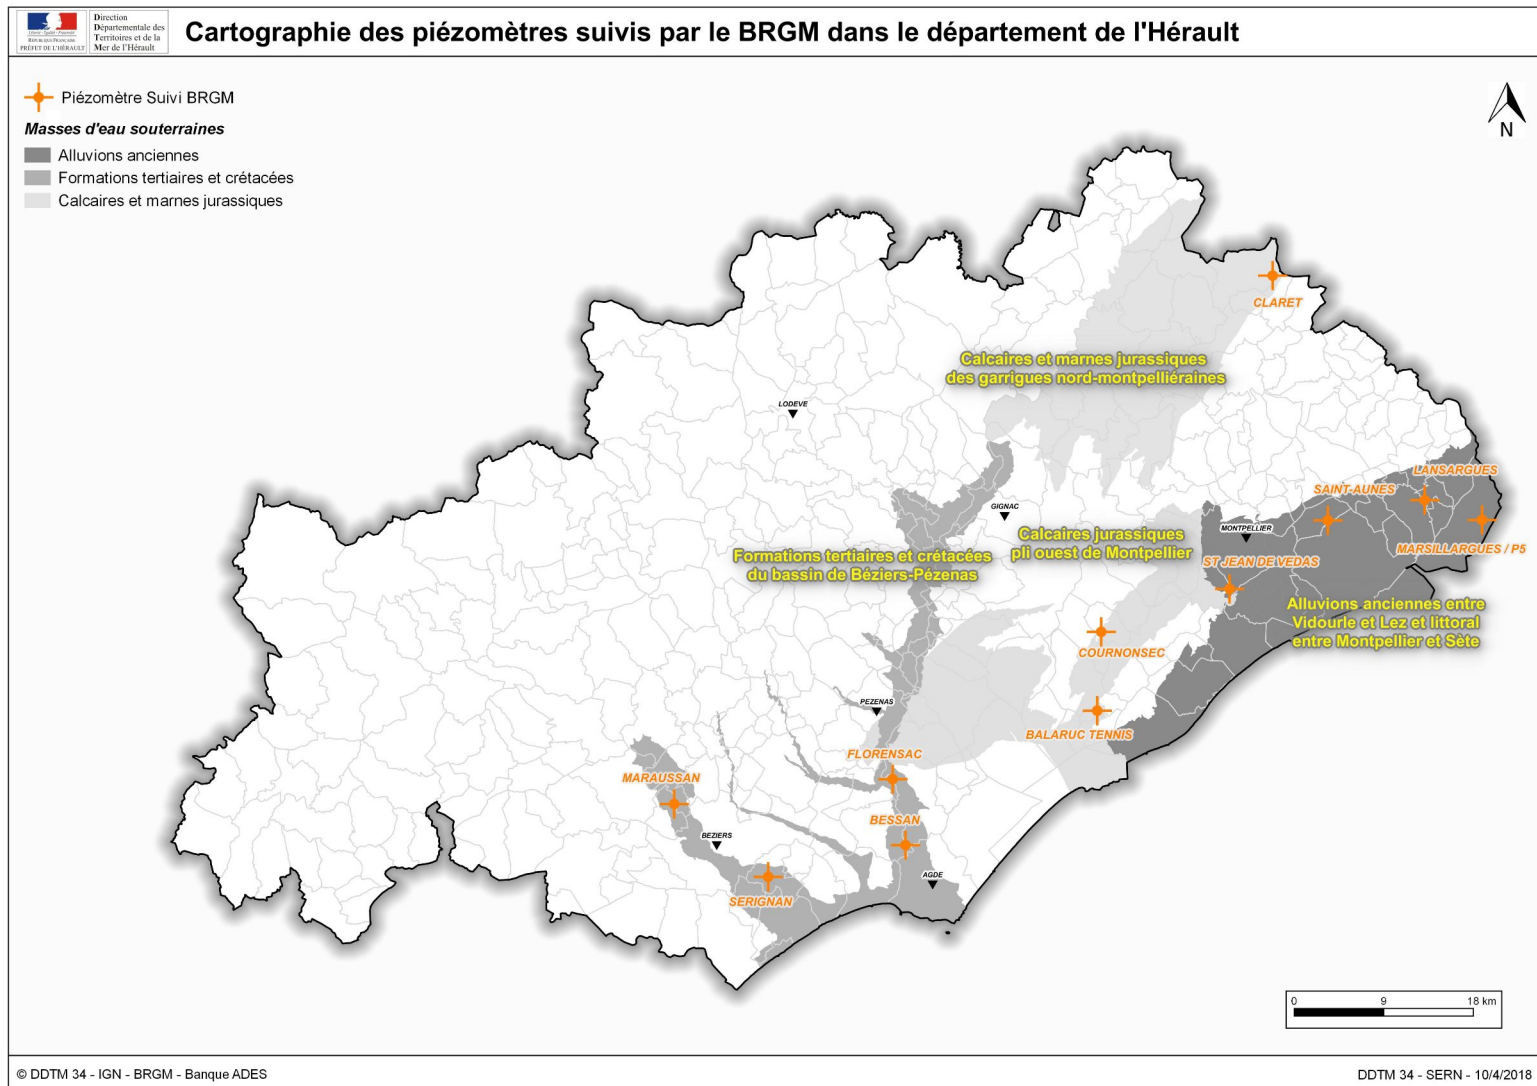 Liberté • Égalité • Fraternité
RÉPUBLIQUE FRANÇAISE
PRÉFET DE L'HÉRAULT
Direction
Départementale des
Territoires et de la
Mer de l'Hérault
Cartographie des piézomètres suivis par le BRGM dans le département de l'Hérault
Piézomètre Suivi BRGM
Masses d'eau souterraines
Alluvions anciennes
Formations tertiaires et crétacées
Calcaires et marnes jurassiques
N
CLARET
Calcaires et marnes jurassiques
des garrigues nord-montpelliéraines
LODEVE
LANSARGUES
SAINT-AUNES
GIGNAC
MONTPELLIER
Calcaires jurassiques
pli ouest de Montpellier
MARSILLARGUES / P5
Formations tertiaires et crétacées
du bassin de Béziers-Pézenas
ST JEAN DE VEDAS
Alluvions anciennes entre
Vidourle et Lez et littoral
entre Montpellier et Sète
COURNONSEC
PEZENAS
BALARUC TENNIS
FLORENSAC
MARAUSSAN
BESSAN
BEZIERS
AGDE
SERIGNAN
0 9 18 km
© DDTM 34 - IGN - BRGM - Banque ADES
DDTM 34 - SERN - 10/4/2018